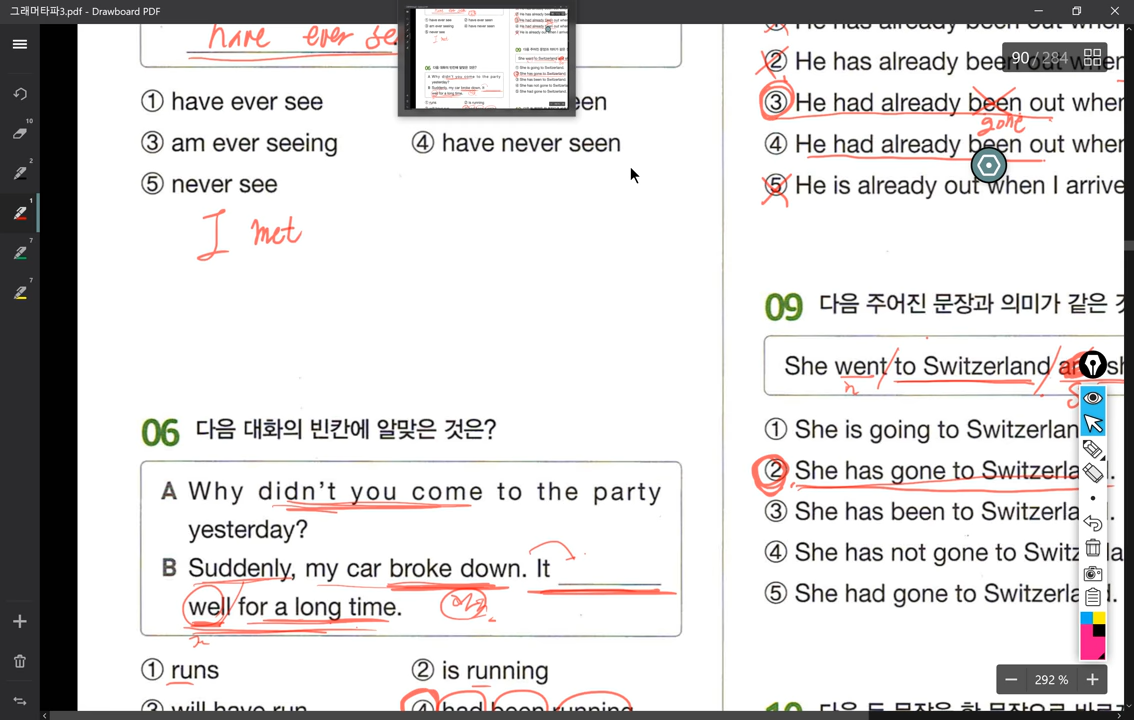 그래머타파3.pdf - Drawboard PDF
90 / 284
have ever
① have ever see
een
③ am ever seeing
④ have never seen
⑤ never see
I met
06 다음 대화의 빈칸에 알맞은 것은?
A Why didn't you come to the party
yesterday?
B Suddenly, my car broke down. It
well for a long time.
① runs
② is running
③ will have run
④ had been running
② He has already been out when
③ He had already been out when
gone
④ He had already been out when
⑤ He is already out when I arrive
09 다음 주어진 문장과 의미가 같은
She went to Switzerland
① She is going to Switzerlan
② She has gone to Switzerla
③ She has been to Switzerla
④ She has not gone to Switz
⑤ She had gone to Switzerla
292 %